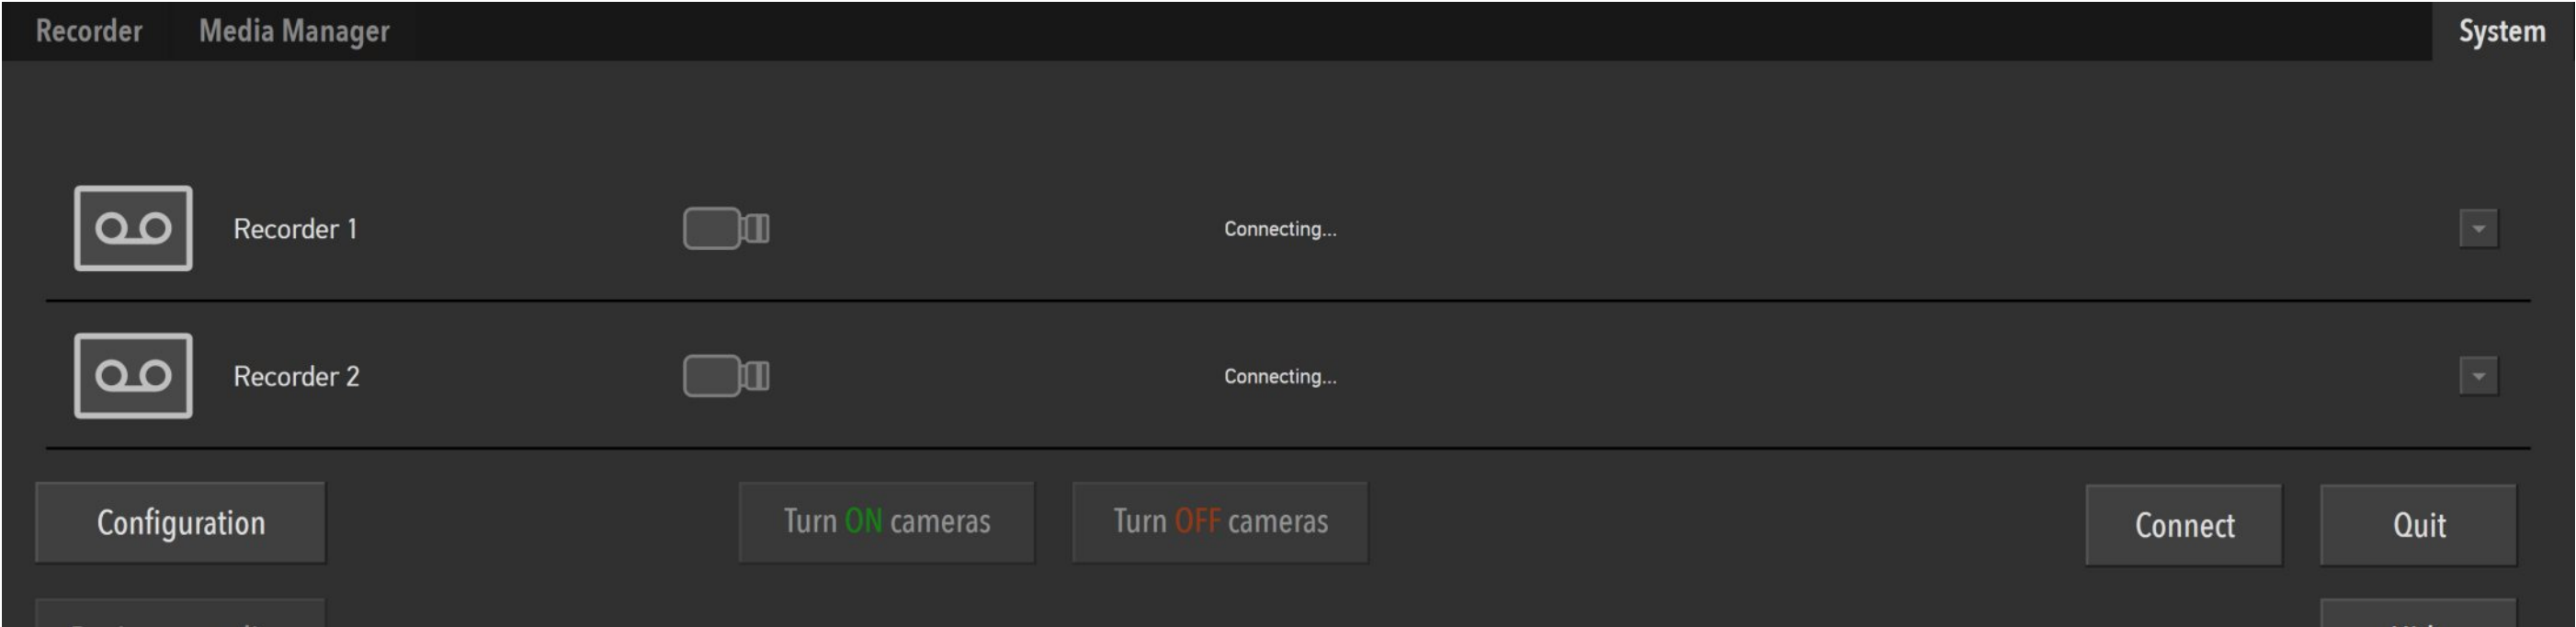 Recorder Media Manager System
Recorder 1 Connecting...
Recorder 2 Connecting...
Configuration Turn ON cameras Turn OFF cameras Connect Quit